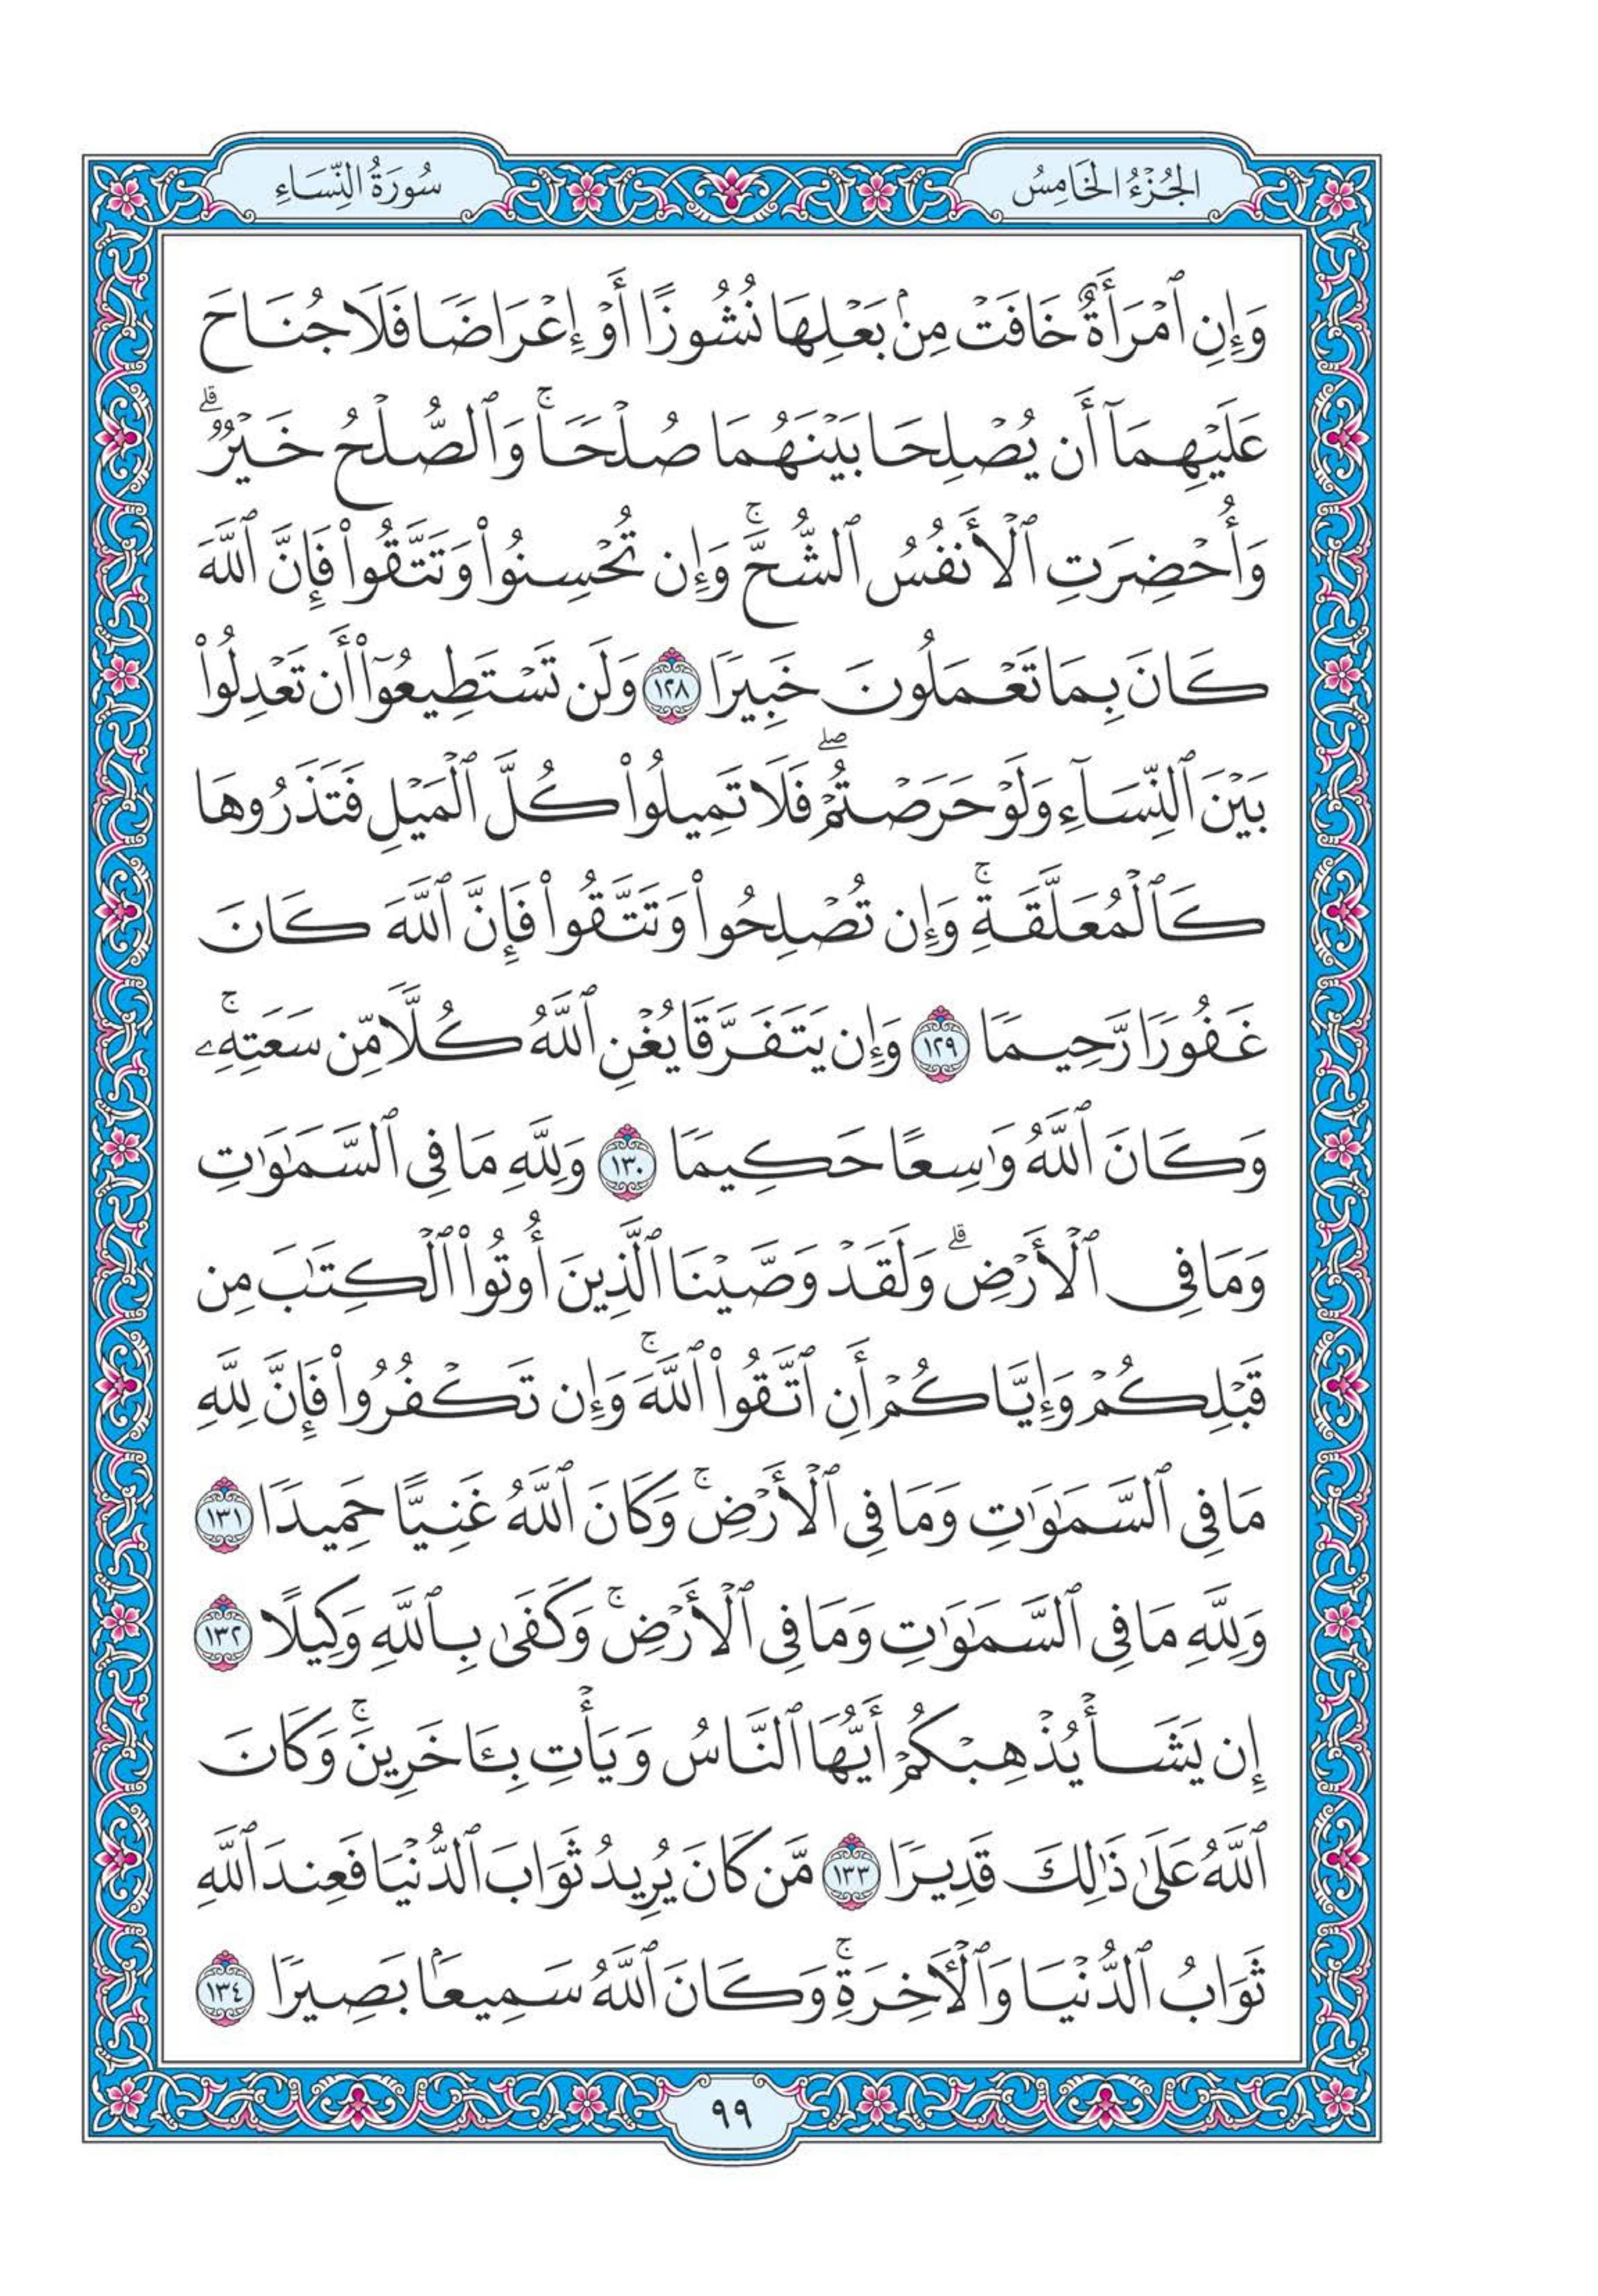 الجُزْءُ الخَامِسُ
سُورَةُ النِّسَاءِ
وَإِنِ ٱمْرَأَةٌ خَافَتْ مِنۢ بَعْلِهَا نُشُوزًا أَوْ إِعْرَاضًا فَلَا جُنَاحَ
عَلَيْهِمَآ أَن يُصْلِحَا بَيْنَهُمَا صُلْحًا ۚ وَٱلصُّلْحُ خَيْرٌ ۗ
وَأُحْضِرَتِ ٱلْأَنفُسُ ٱلشُّحَّ ۚ وَإِن تُحْسِنُوا۟ وَتَتَّقُوا۟ فَإِنَّ ٱللَّهَ
كَانَ بِمَا تَعْمَلُونَ خَبِيرًا ١٢٨ وَلَن تَسْتَطِيعُوٓا۟ أَن تَعْدِلُوا۟
بَيْنَ ٱلنِّسَآءِ وَلَوْ حَرَصْتُمْ ۖ فَلَا تَمِيلُوا۟ كُلَّ ٱلْمَيْلِ فَتَذَرُوهَا
كَٱلْمُعَلَّقَةِ ۚ وَإِن تُصْلِحُوا۟ وَتَتَّقُوا۟ فَإِنَّ ٱللَّهَ كَانَ
غَفُورًا رَّحِيمًا ١٢٩ وَإِن يَتَفَرَّقَا يُغْنِ ٱللَّهُ كُلًّا مِّن سَعَتِهِۦ ۚ
وَكَانَ ٱللَّهُ وَٰسِعًا حَكِيمًا ١٣٠ وَلِلَّهِ مَا فِى ٱلسَّمَٰوَٰتِ
وَمَا فِى ٱلْأَرْضِ ۗ وَلَقَدْ وَصَّيْنَا ٱلَّذِينَ أُوتُوا۟ ٱلْكِتَٰبَ مِن
قَبْلِكُمْ وَإِيَّاكُمْ أَنِ ٱتَّقُوا۟ ٱللَّهَ ۚ وَإِن تَكْفُرُوا۟ فَإِنَّ لِلَّهِ
مَا فِى ٱلسَّمَٰوَٰتِ وَمَا فِى ٱلْأَرْضِ ۚ وَكَانَ ٱللَّهُ غَنِيًّا حَمِيدًا ١٣١
وَلِلَّهِ مَا فِى ٱلسَّمَٰوَٰتِ وَمَا فِى ٱلْأَرْضِ ۚ وَكَفَىٰ بِٱللَّهِ وَكِيلًا ١٣٢
إِن يَشَأْ يُذْهِبْكُمْ أَيُّهَا ٱلنَّاسُ وَيَأْتِ بِـَٔاخَرِينَ ۚ وَكَانَ
ٱللَّهُ عَلَىٰ ذَٰلِكَ قَدِيرًا ١٣٣ مَّن كَانَ يُرِيدُ ثَوَابَ ٱلدُّنْيَا فَعِندَ ٱللَّهِ
ثَوَابُ ٱلدُّنْيَا وَٱلْـَٔاخِرَةِ ۚ وَكَانَ ٱللَّهُ سَمِيعًۢا بَصِيرًا ١٣٤
٩٩